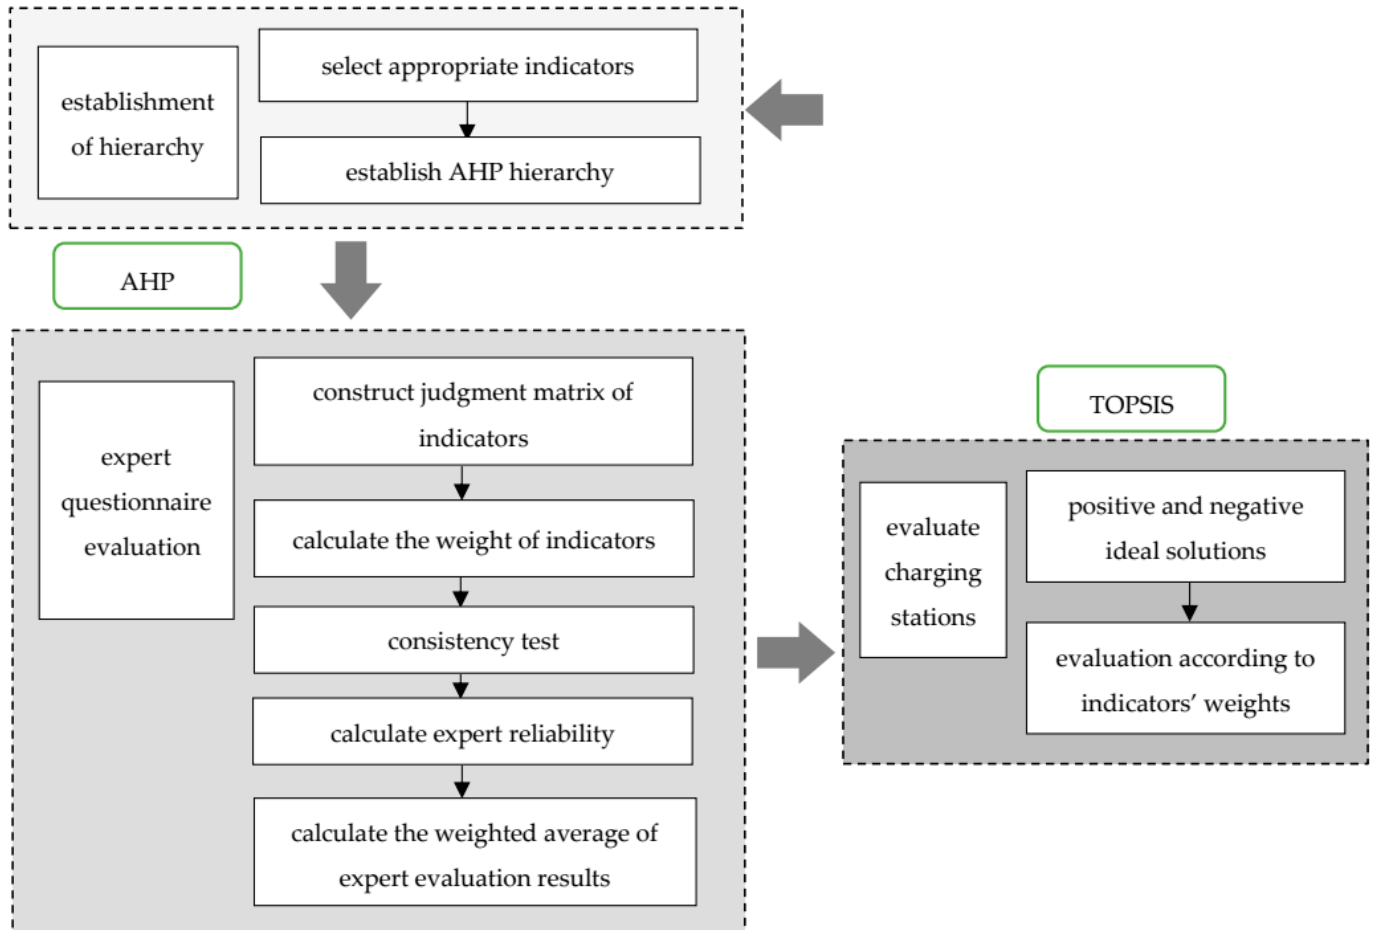 establishment
of hierarchy
select appropriate indicators
establish AHP hierarchy
AHP
expert
questionnaire
evaluation
construct judgment matrix of
indicators
calculate the weight of indicators
consistency test
calculate expert reliability
calculate the weighted average of
expert evaluation results
TOPSIS
evaluate
charging
stations
positive and negative
ideal solutions
evaluation according to
indicators’ weights